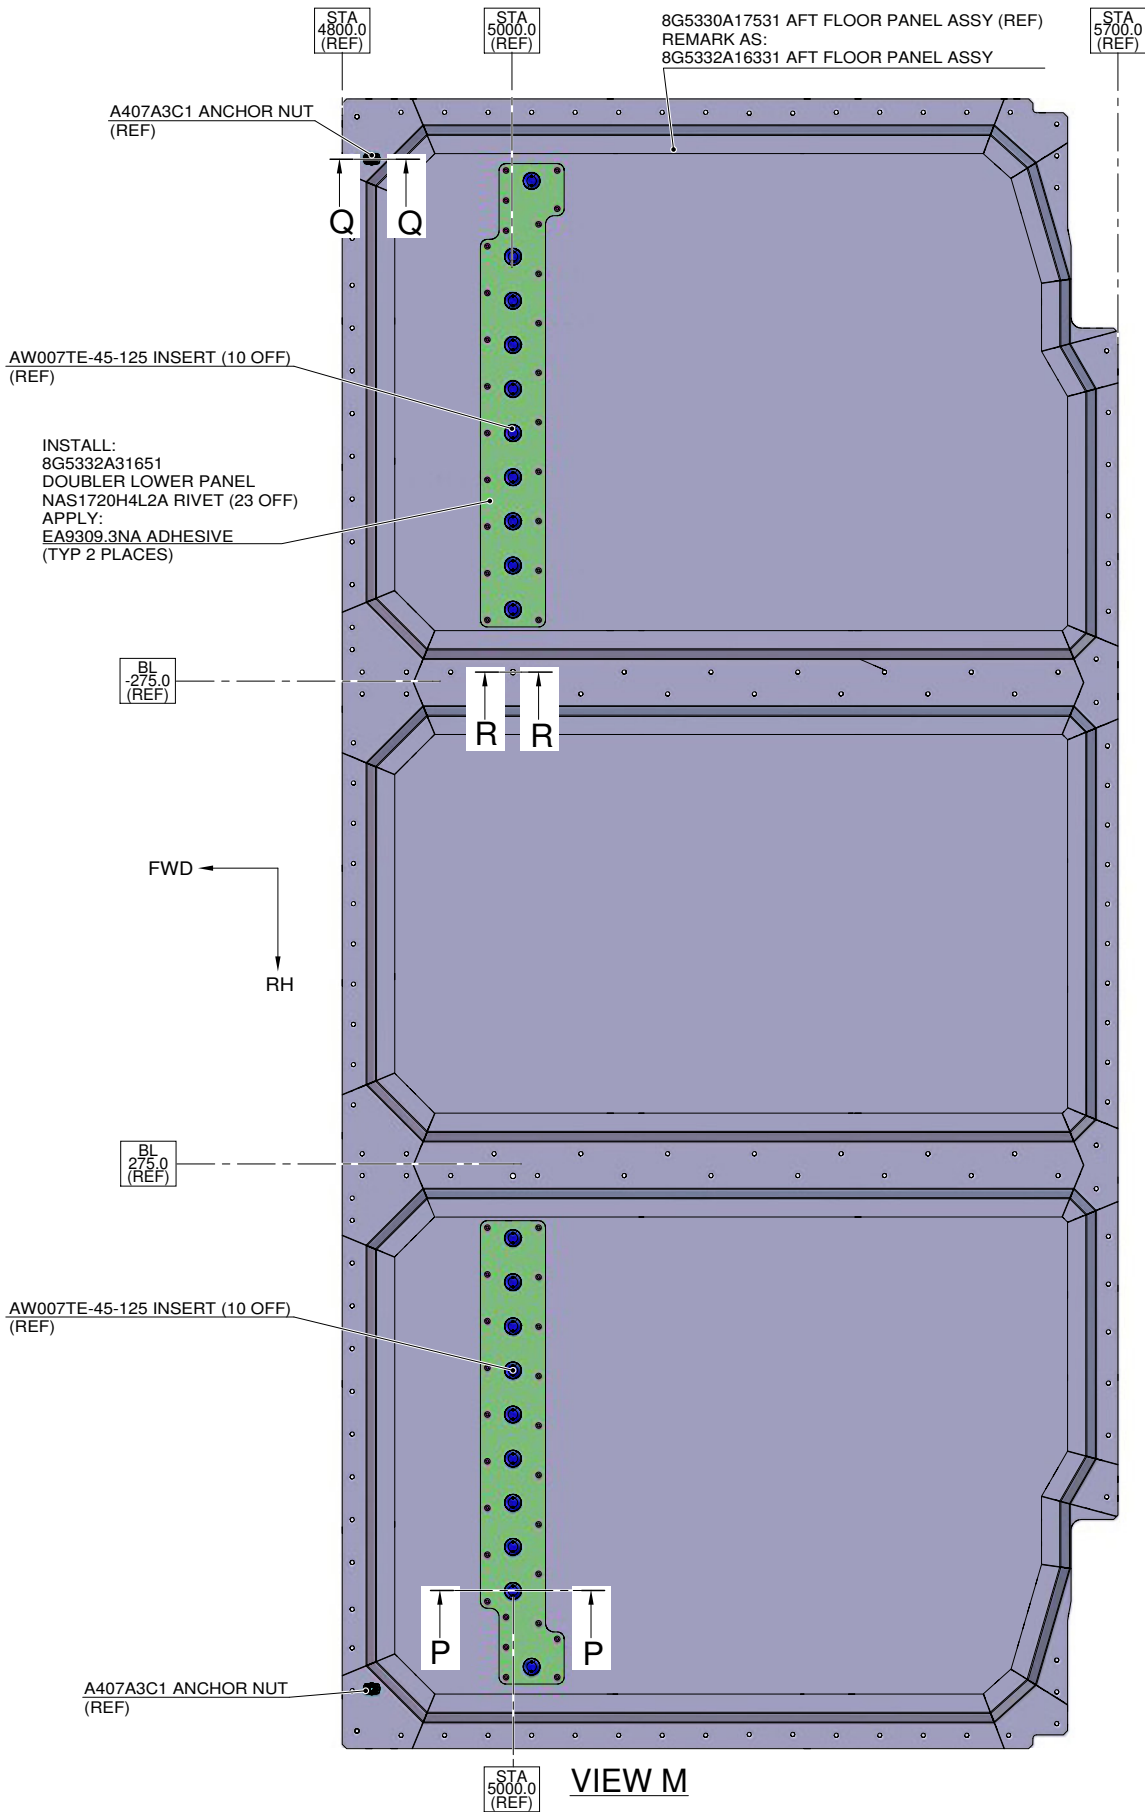 STA
4800.0
(REF)
STA
5000.0
(REF)
8G5330A17531 AFT FLOOR PANEL ASSY (REF)
REMARK AS:
8G5332A16331 AFT FLOOR PANEL ASSY
STA
5700.0
(REF)
A407A3C1 ANCHOR NUT
(REF)
Q Q
AW007TE-45-125 INSERT (10 OFF)
(REF)
INSTALL:
8G5332A31651
DOUBLER LOWER PANEL
NAS1720H4L2A RIVET (23 OFF)
APPLY:
EA9309.3NA ADHESIVE
(TYP 2 PLACES)
BL
-275.0
(REF)
R R
FWD
RH
BL
275.0
(REF)
AW007TE-45-125 INSERT (10 OFF)
(REF)
P P
A407A3C1 ANCHOR NUT
(REF)
STA
5000.0
(REF)
VIEW M